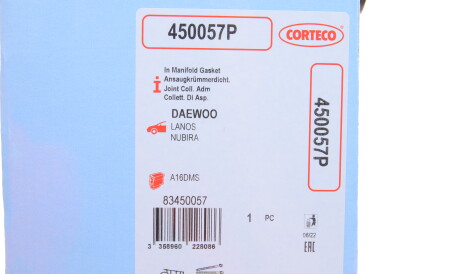 450057P
CORTECO
In Manifold Gasket
Ansaugkrümmerdicht.
Joint Coll. Adm
Collett. Di Asp.
DAEWOO
LANOS
NUBIRA
450057P
A16DMS
83450057
1 PC
08/22
3 358960 228086
EAC